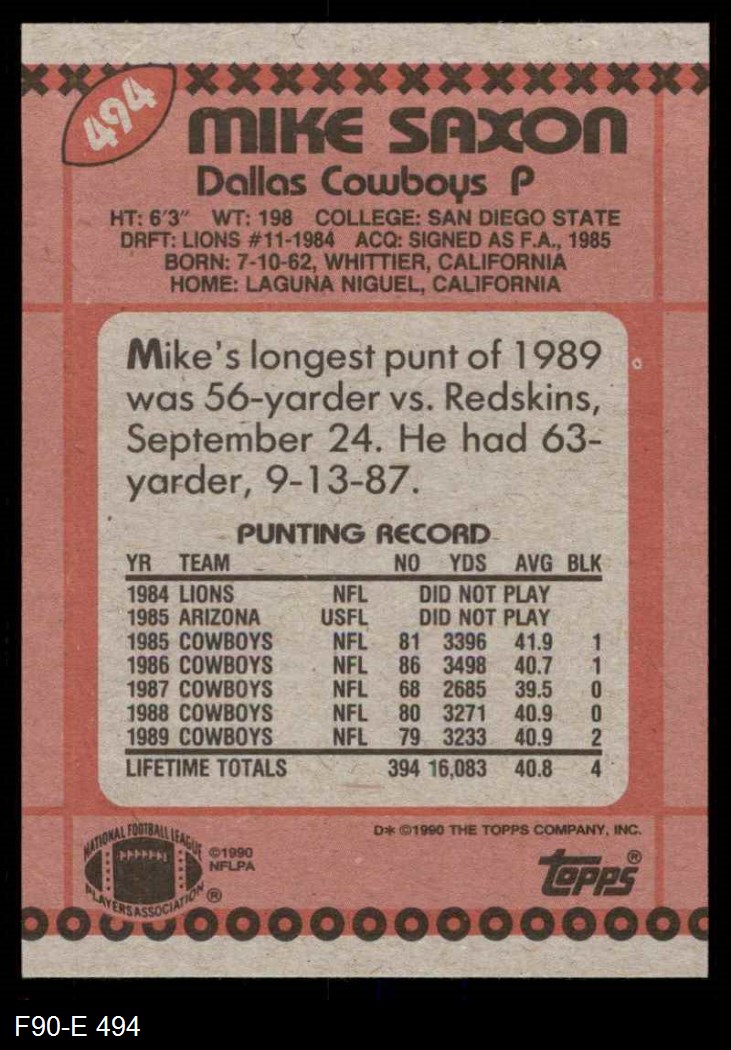 494
MIKE SAXON
Dallas Cowboys P
HT: 6'3" WT: 198 COLLEGE: SAN DIEGO STATE
DRFT: LIONS #11-1984 ACQ: SIGNED AS F.A., 1985
BORN: 7-10-62, WHITTIER, CALIFORNIA
HOME: LAGUNA NIGUEL, CALIFORNIA
Mike's longest punt of 1989
was 56-yarder vs. Redskins,
September 24. He had 63-
yarder, 9-13-87.
PUNTING RECORD
YR TEAM NO YDS AVG BLK
1984 LIONS NFL DID NOT PLAY
1985 ARIZONA USFL DID NOT PLAY
1985 COWBOYS NFL 81 3396 41.9 1
1986 COWBOYS NFL 86 3498 40.7 1
1987 COWBOYS NFL 68 2685 39.5 0
1988 COWBOYS NFL 80 3271 40.9 0
1989 COWBOYS NFL 79 3233 40.9 2
LIFETIME TOTALS 394 16,083 40.8 4
D* ©1990 THE TOPPS COMPANY, INC.
NATIONAL FOOTBALL LEAGUE
PLAYERS ASSOCIATION ®
©1990
NFLPA
Topps®
F90-E 494